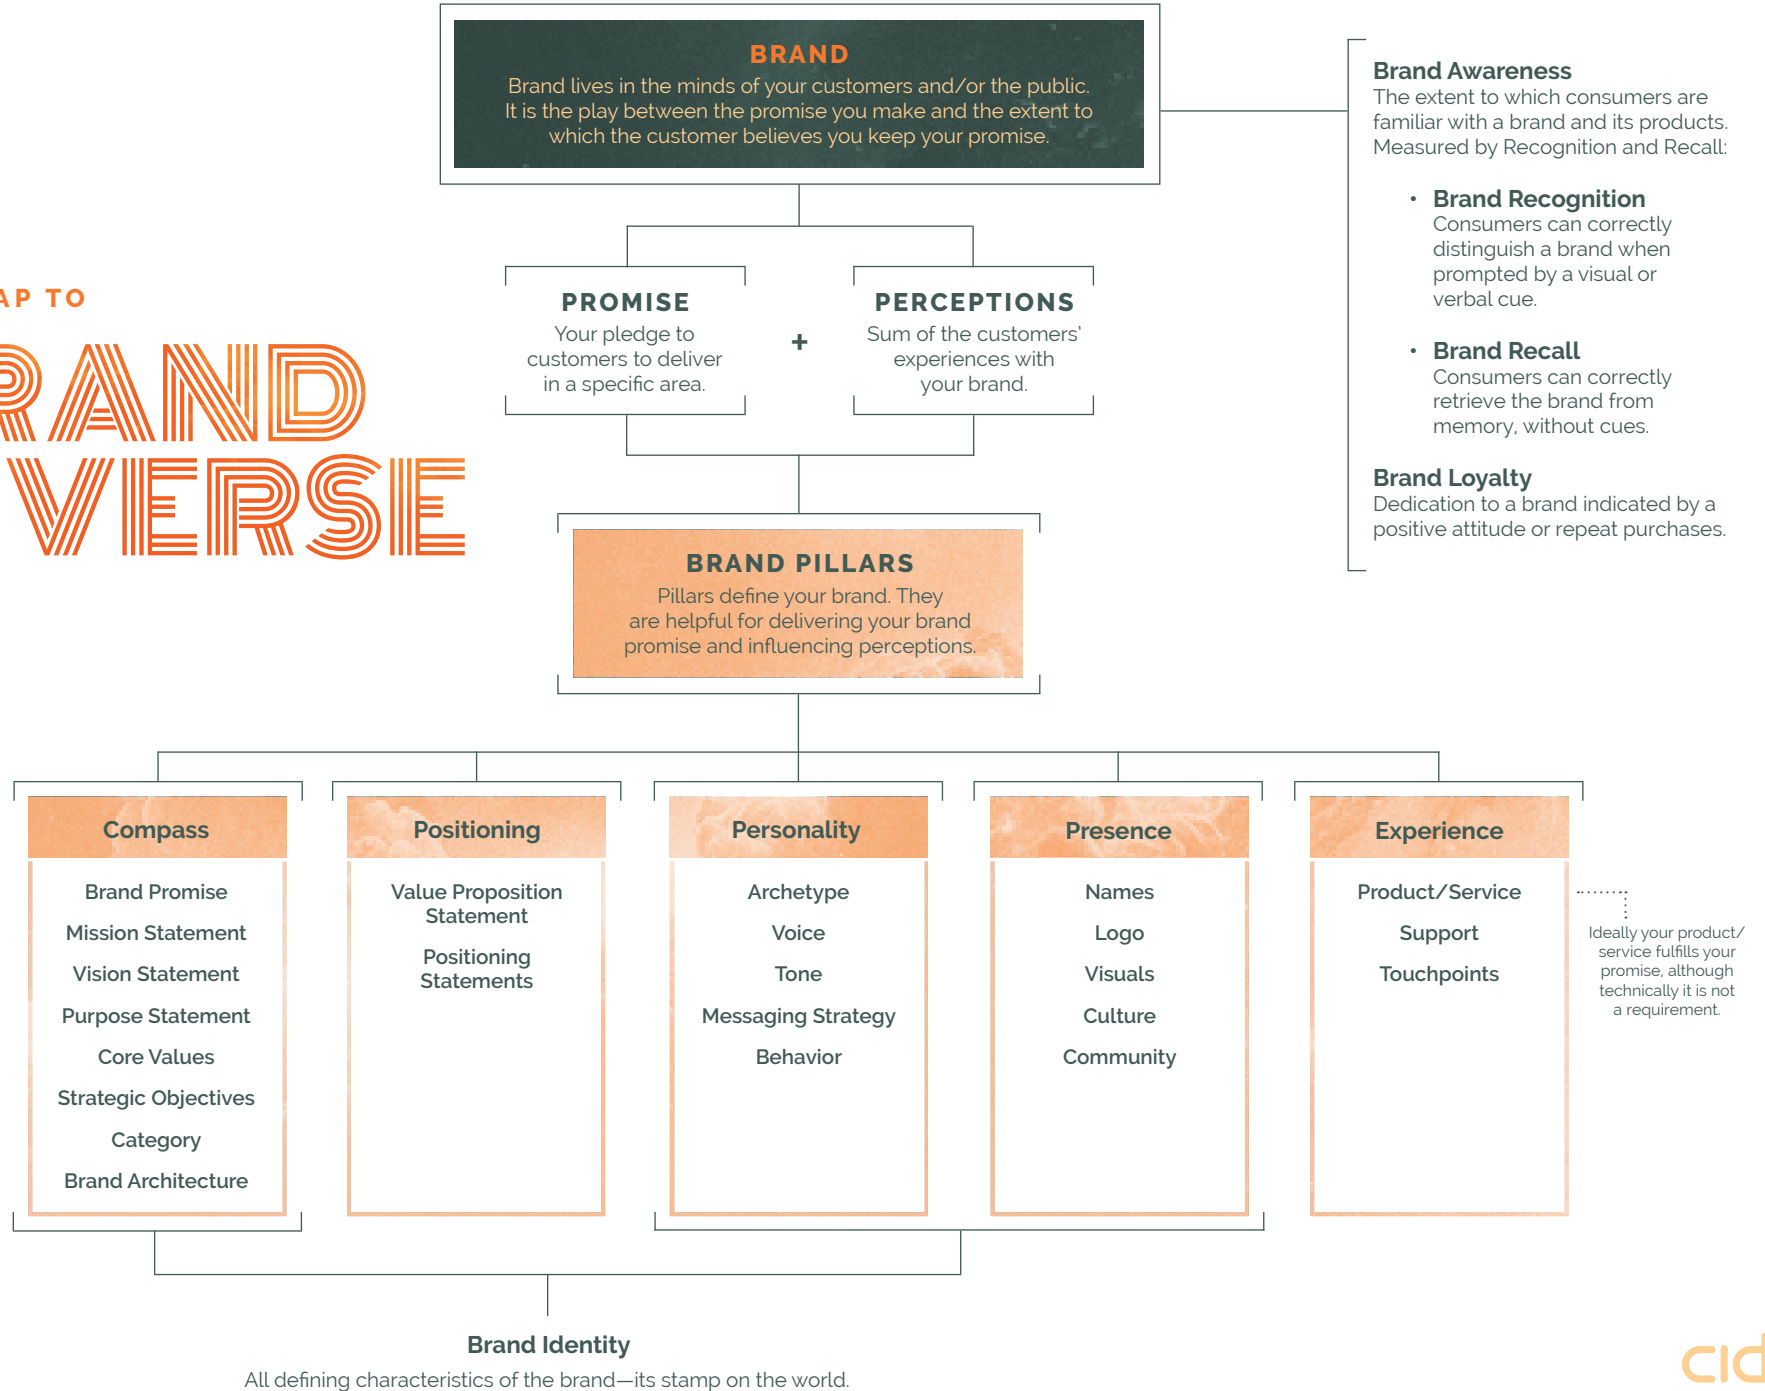 BRAND
Brand lives in the minds of your customers and/or the public.
It is the play between the promise you make and the extent to
which the customer believes you keep your promise.
Brand Awareness
The extent to which consumers are
familiar with a brand and its products.
Measured by Recognition and Recall:
• Brand Recognition
Consumers can correctly
distinguish a brand when
prompted by a visual or
verbal cue.
• Brand Recall
Consumers can correctly
retrieve the brand from
memory, without cues.
Brand Loyalty
Dedication to a brand indicated by a
positive attitude or repeat purchases.
AP TO
RAND
VERSE
PROMISE
Your pledge to
customers to deliver
in a specific area.
+
PERCEPTIONS
Sum of the customers'
experiences with
your brand.
BRAND PILLARS
Pillars define your brand. They
are helpful for delivering your brand
promise and influencing perceptions.
Compass
Brand Promise
Mission Statement
Vision Statement
Purpose Statement
Core Values
Strategic Objectives
Category
Brand Architecture
Positioning
Value Proposition
Statement
Positioning
Statements
Personality
Archetype
Voice
Tone
Messaging Strategy
Behavior
Presence
Names
Logo
Visuals
Culture
Community
Experience
Product/Service
Support
Touchpoints
Ideally your product/
service fulfills your
promise, although
technically it is not
a requirement.
Brand Identity
All defining characteristics of the brand—its stamp on the world.
cid